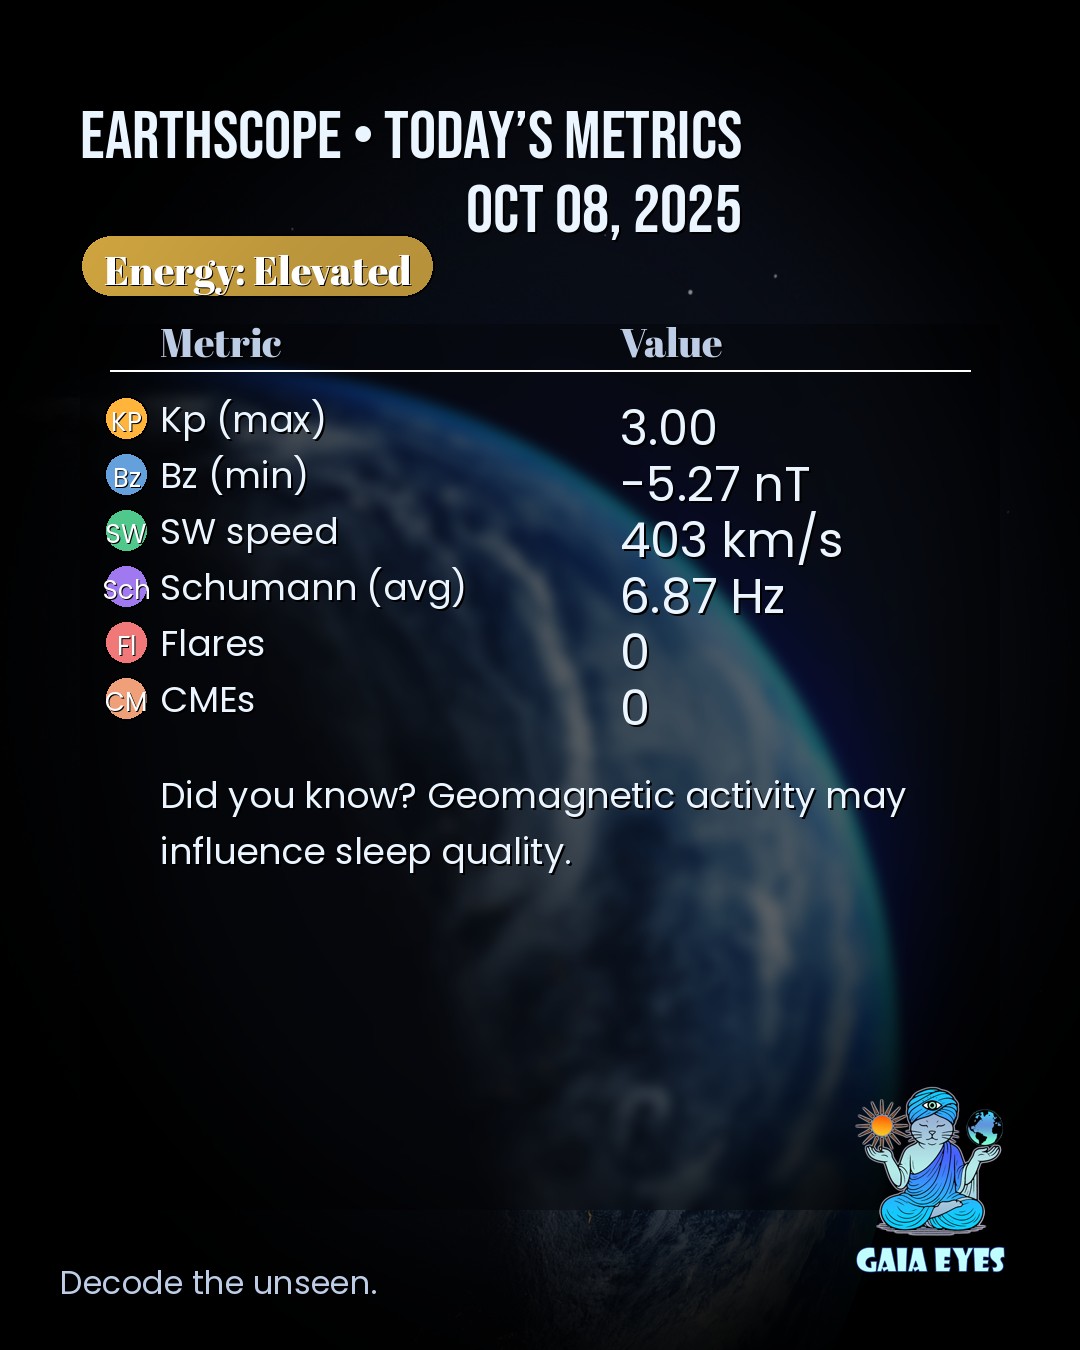 EARTHSCOPE • TODAY’S METRICS
OCT 08, 2025
Energy: Elevated
Metric Value
KP Kp (max) 3.00
Bz Bz (min) −5.27 nT
SW SW speed 403 km/s
Sch Schumann (avg) 6.87 Hz
Fl Flares 0
CM CMEs 0
Did you know? Geomagnetic activity may
influence sleep quality.
GAIA EYES
Decode the unseen.